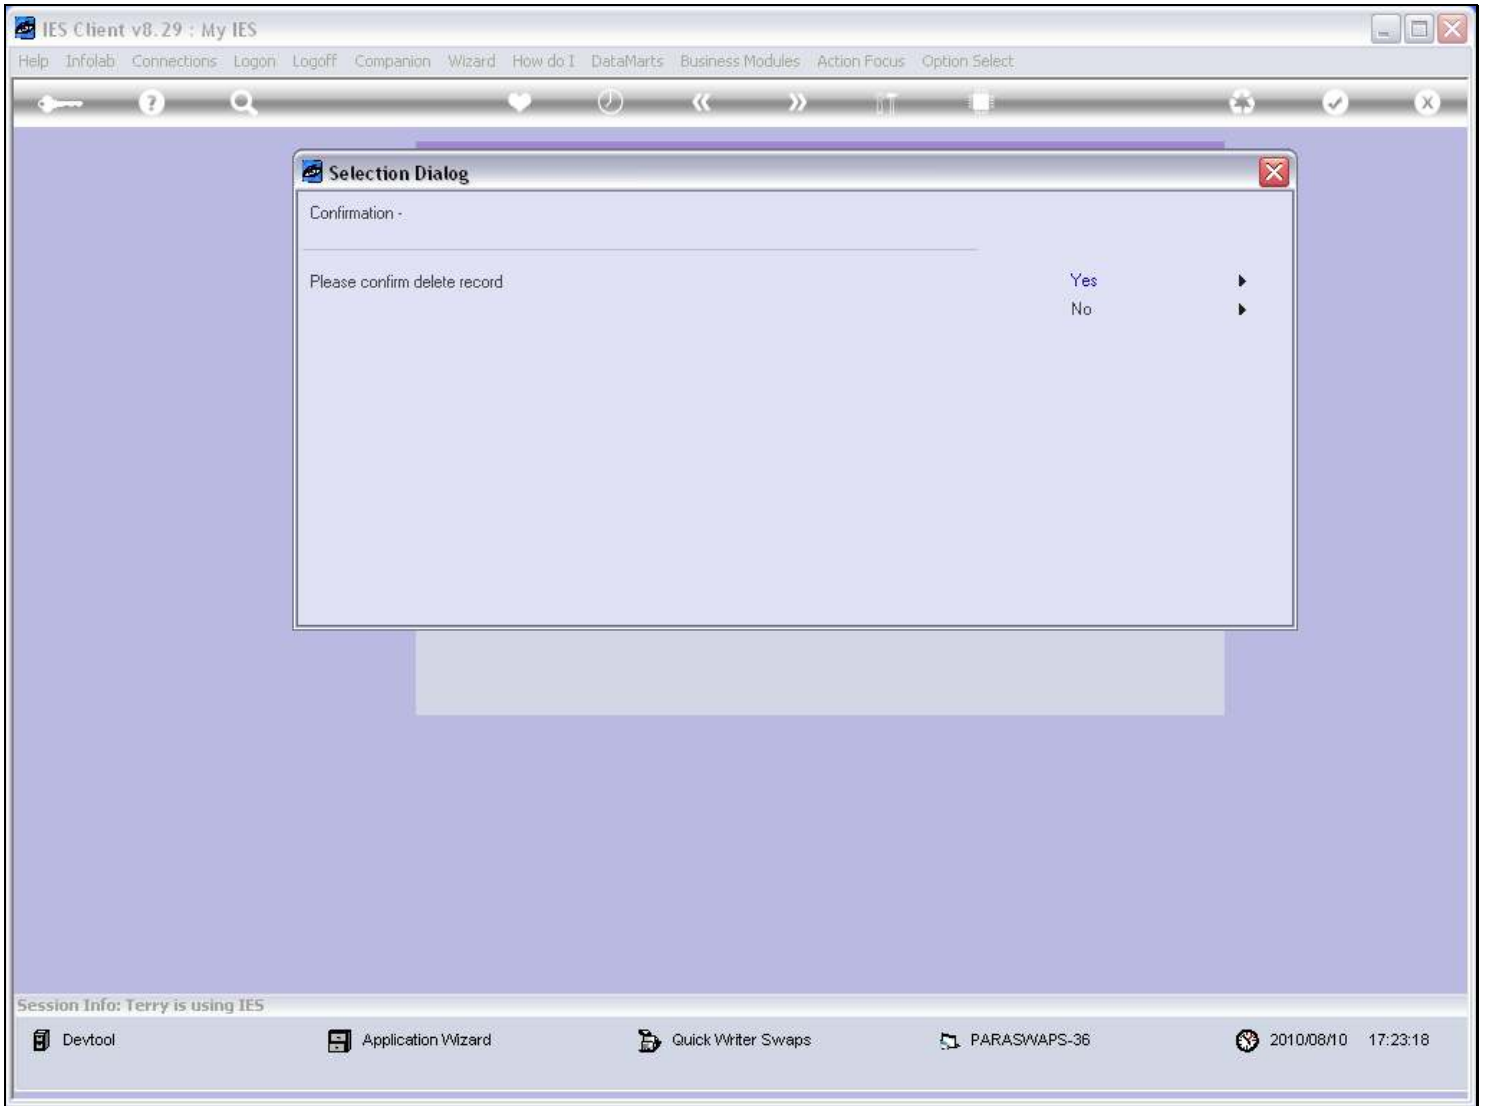 IES Client v8.29 : My IES
Help Infolab Connections Logon Logoff Companion Wizard How do I DataMarts Business Modules Action Focus Option Select
Selection Dialog
Confirmation -
Please confirm delete record Yes
No
Session Info: Terry is using IES
Devtool Application Wizard Quick Writer Swaps PARASWAPS-36 2010/08/10 17:23:18